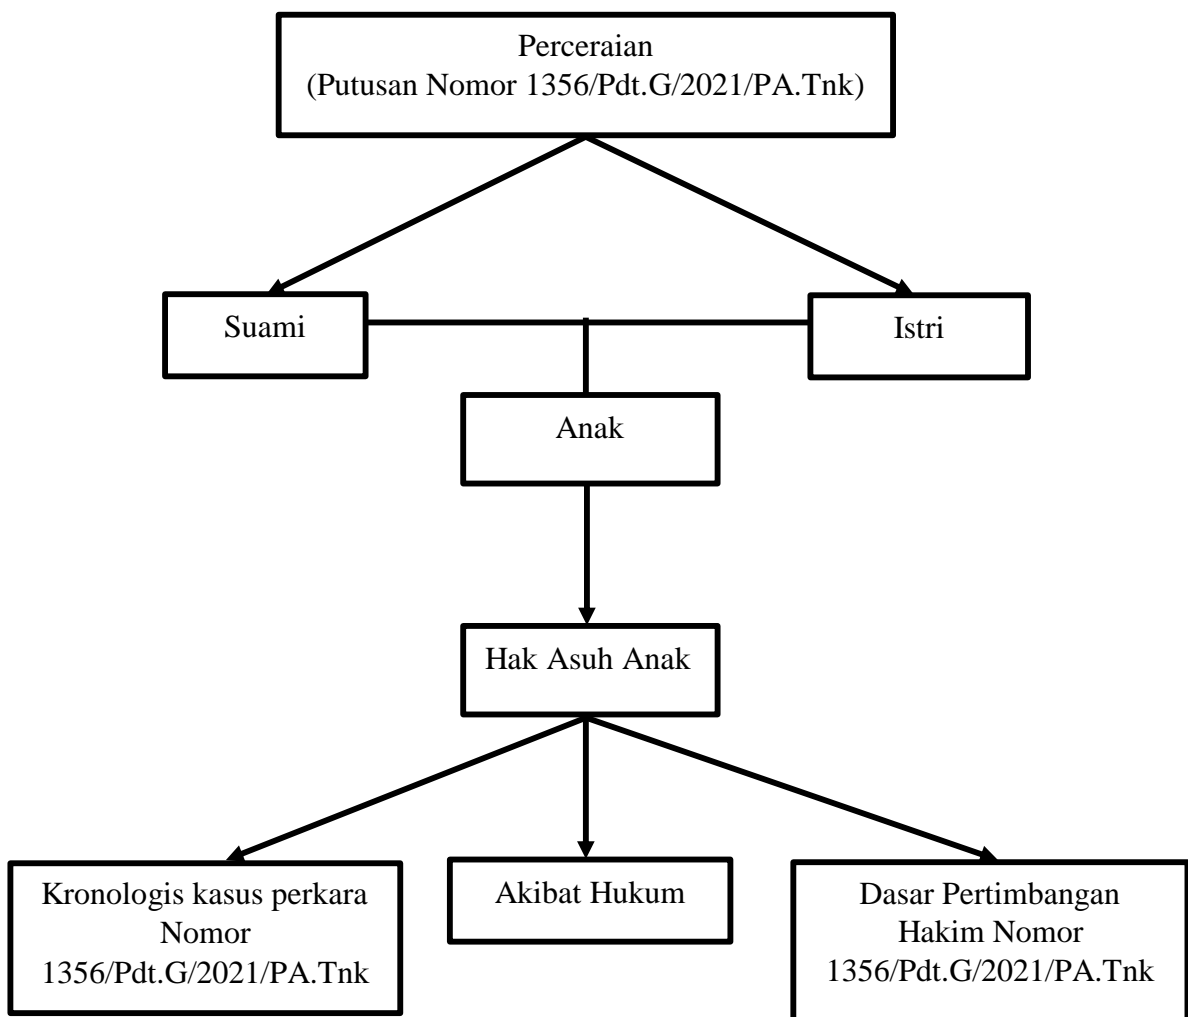 Perceraian
(Putusan Nomor 1356/Pdt.G/2021/PA.Tnk)
Suami
Istri
Anak
Hak Asuh Anak
Kronologis kasus perkara
Nomor
1356/Pdt.G/2021/PA.Tnk
Akibat Hukum
Dasar Pertimbangan
Hakim Nomor
1356/Pdt.G/2021/PA.Tnk